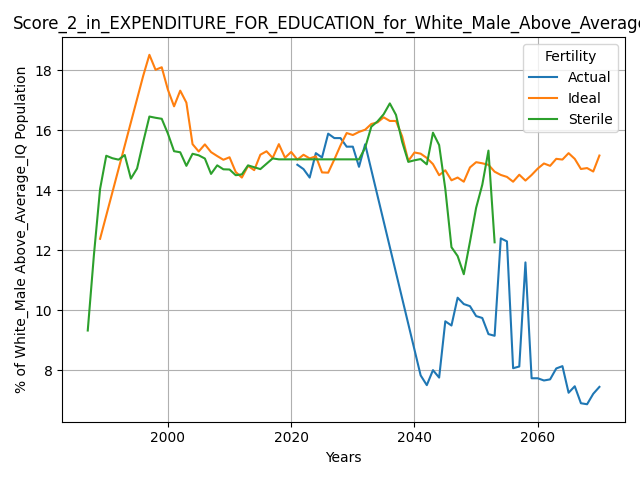 Score_2_in_EXPENDITURE_FOR_EDUCATION_for_White_Male_Above_Average
% of White_Male Above_Average_IQ Population
18
16
14
12
10
8
Fertility
Actual
Ideal
Sterile
2000
2020
2040
2060
Years